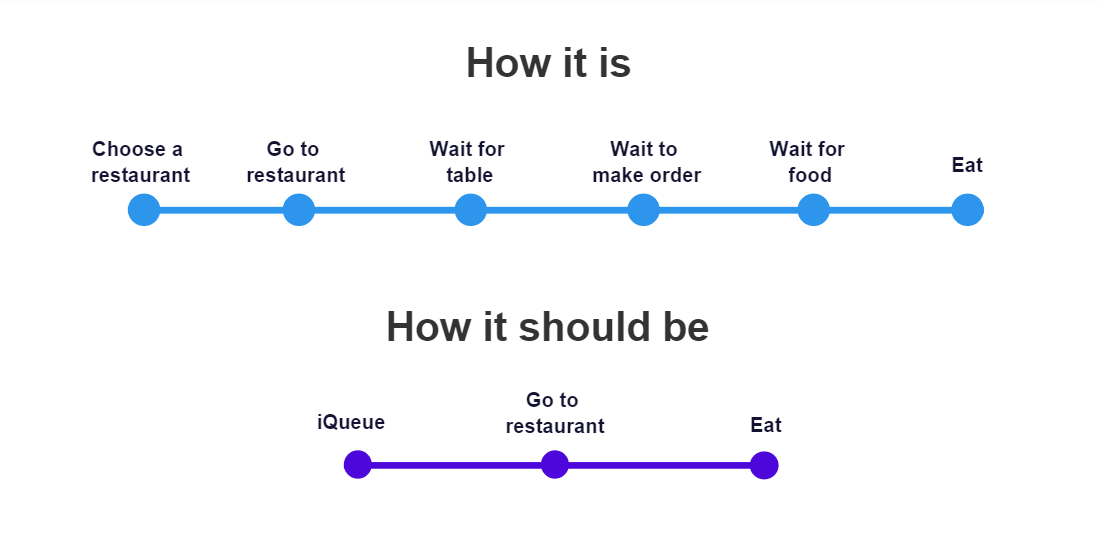 How it is
Choose a
restaurant
Go to
restaurant
Wait for
table
Wait to
make order
Wait for
food
Eat
How it should be
iQueue
Go to
restaurant
Eat